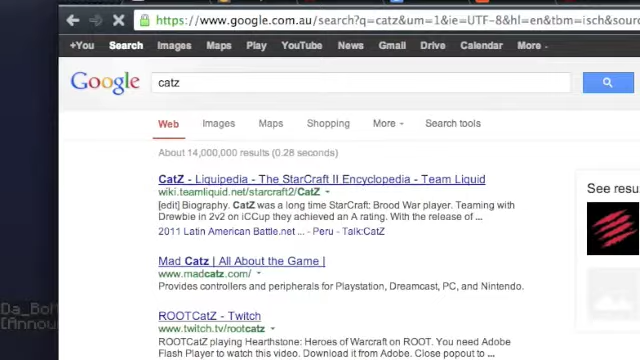 https://www.google.com.au/search?q=catz&um=1&ie=UTF-8&hl=en&tbm=isch&sour
+You Search Images Maps Play YouTube News Gmail Drive Calendar More
Google catz
Web Images Maps Shopping More Search tools
About 14,000,000 results (0.28 seconds)
CatZ - Liquipedia - The StarCraft II Encyclopedia - Team Liquid
wiki.teamliquid.net/starcraft2/CatZ
[edit] Biography. CatZ was a long time StarCraft: Brood War player. Teaming with
See resu
Drewbie in 2v2 on iCCup they achieved an A rating. With the release of ...
2011 Latin American Battle.net ... - Peru - Talk:CatZ
Mad Catz | All About the Game |
www.madcatz.com/
Provides controllers and peripherals for Playstation, Dreamcast, PC, and Nintendo.
Da_Bo
[Announ
ROOTCatZ - Twitch
www.twitch.tv/rootcatz
ROOTCatZ playing Hearthstone: Heroes of Warcraft on ROOT. You need Adobe
Flash Player to watch this video. Download it from Adobe. Close popout to ...